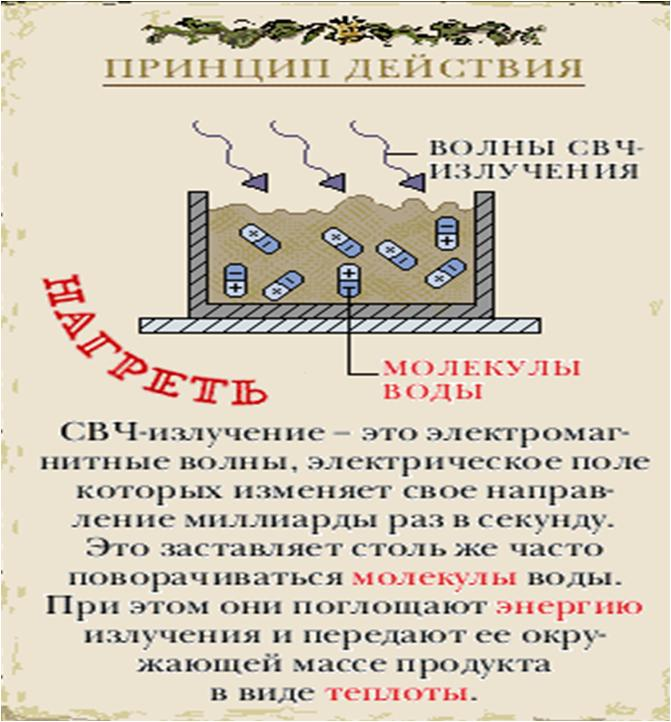 ПРИНЦИП ДЕЙСТВИЯ
ВОЛНЫ СВЧ-
ИЗЛУЧЕНИЯ
НАГРЕТЬ
МОЛЕКУЛЫ
ВОДЫ
СВЧ-излучение – это электромаг-
нитные волны, электрическое поле
которых изменяет свое направ-
ление миллиарды раз в секунду.
Это заставляет столь же часто
поворачиваться молекулы воды.
При этом они поглощают энергию
излучения и передают ее окру-
жающей массе продукта
в виде теплоты.